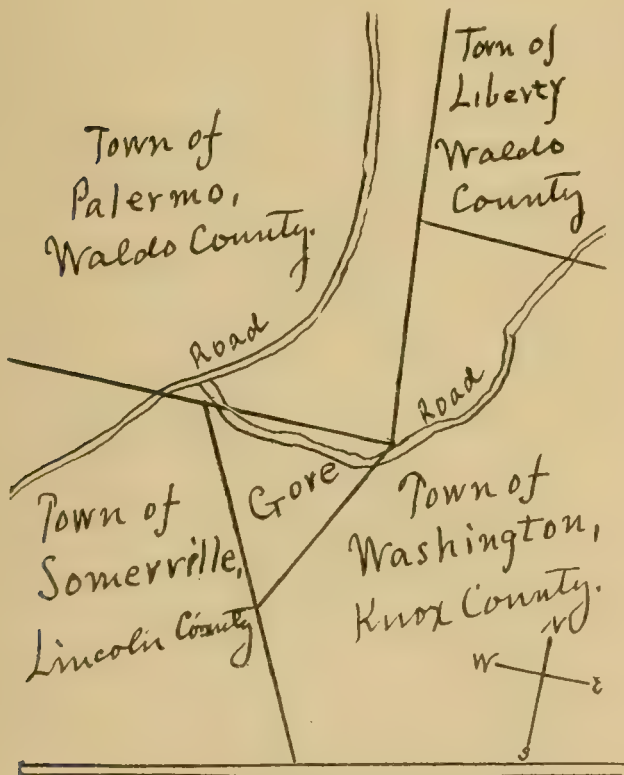 Town of
Palermo,
Waldo County.
Town of
Liberty
Waldo
County
Road
Road
Gore
Town of
Somerville,
Lincoln County
Town of
Washington,
Knox County.
N
W
E
S